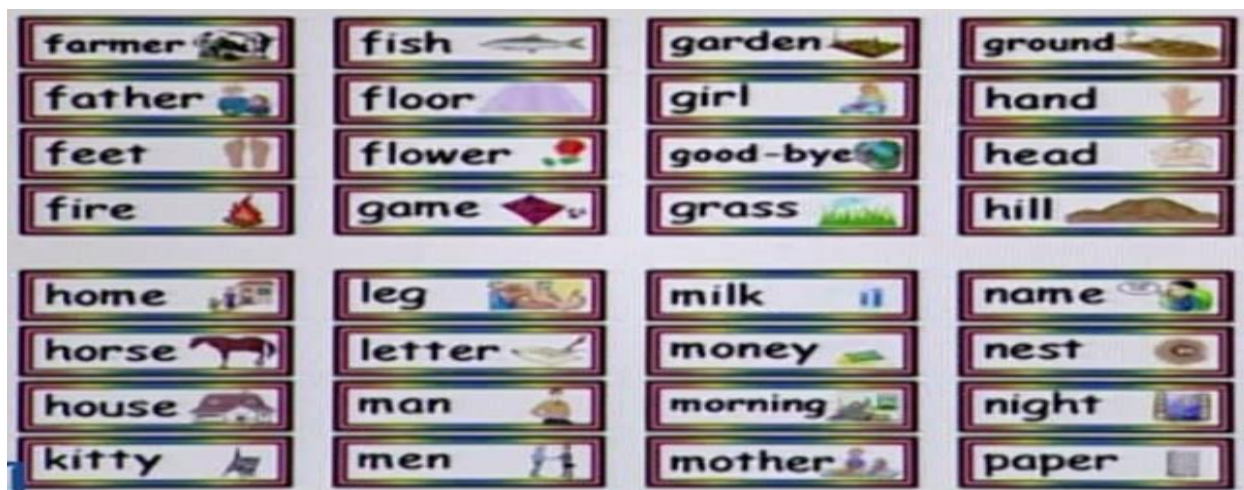 farmer
fish
garden
ground
father
floor
girl
hand
feet
flower
good-bye
head
fire
game
grass
hill
home
leg
milk
name
horse
letter
money
nest
house
man
morning
night
kitty
men
mother
paper